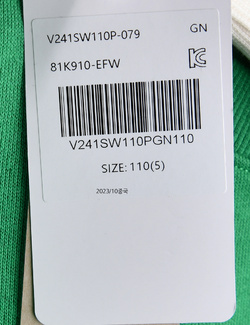 V241SW110P-079 GN
81K910-EFW
V241SW110PGN110
SIZE: 110(5)
2023/10중국